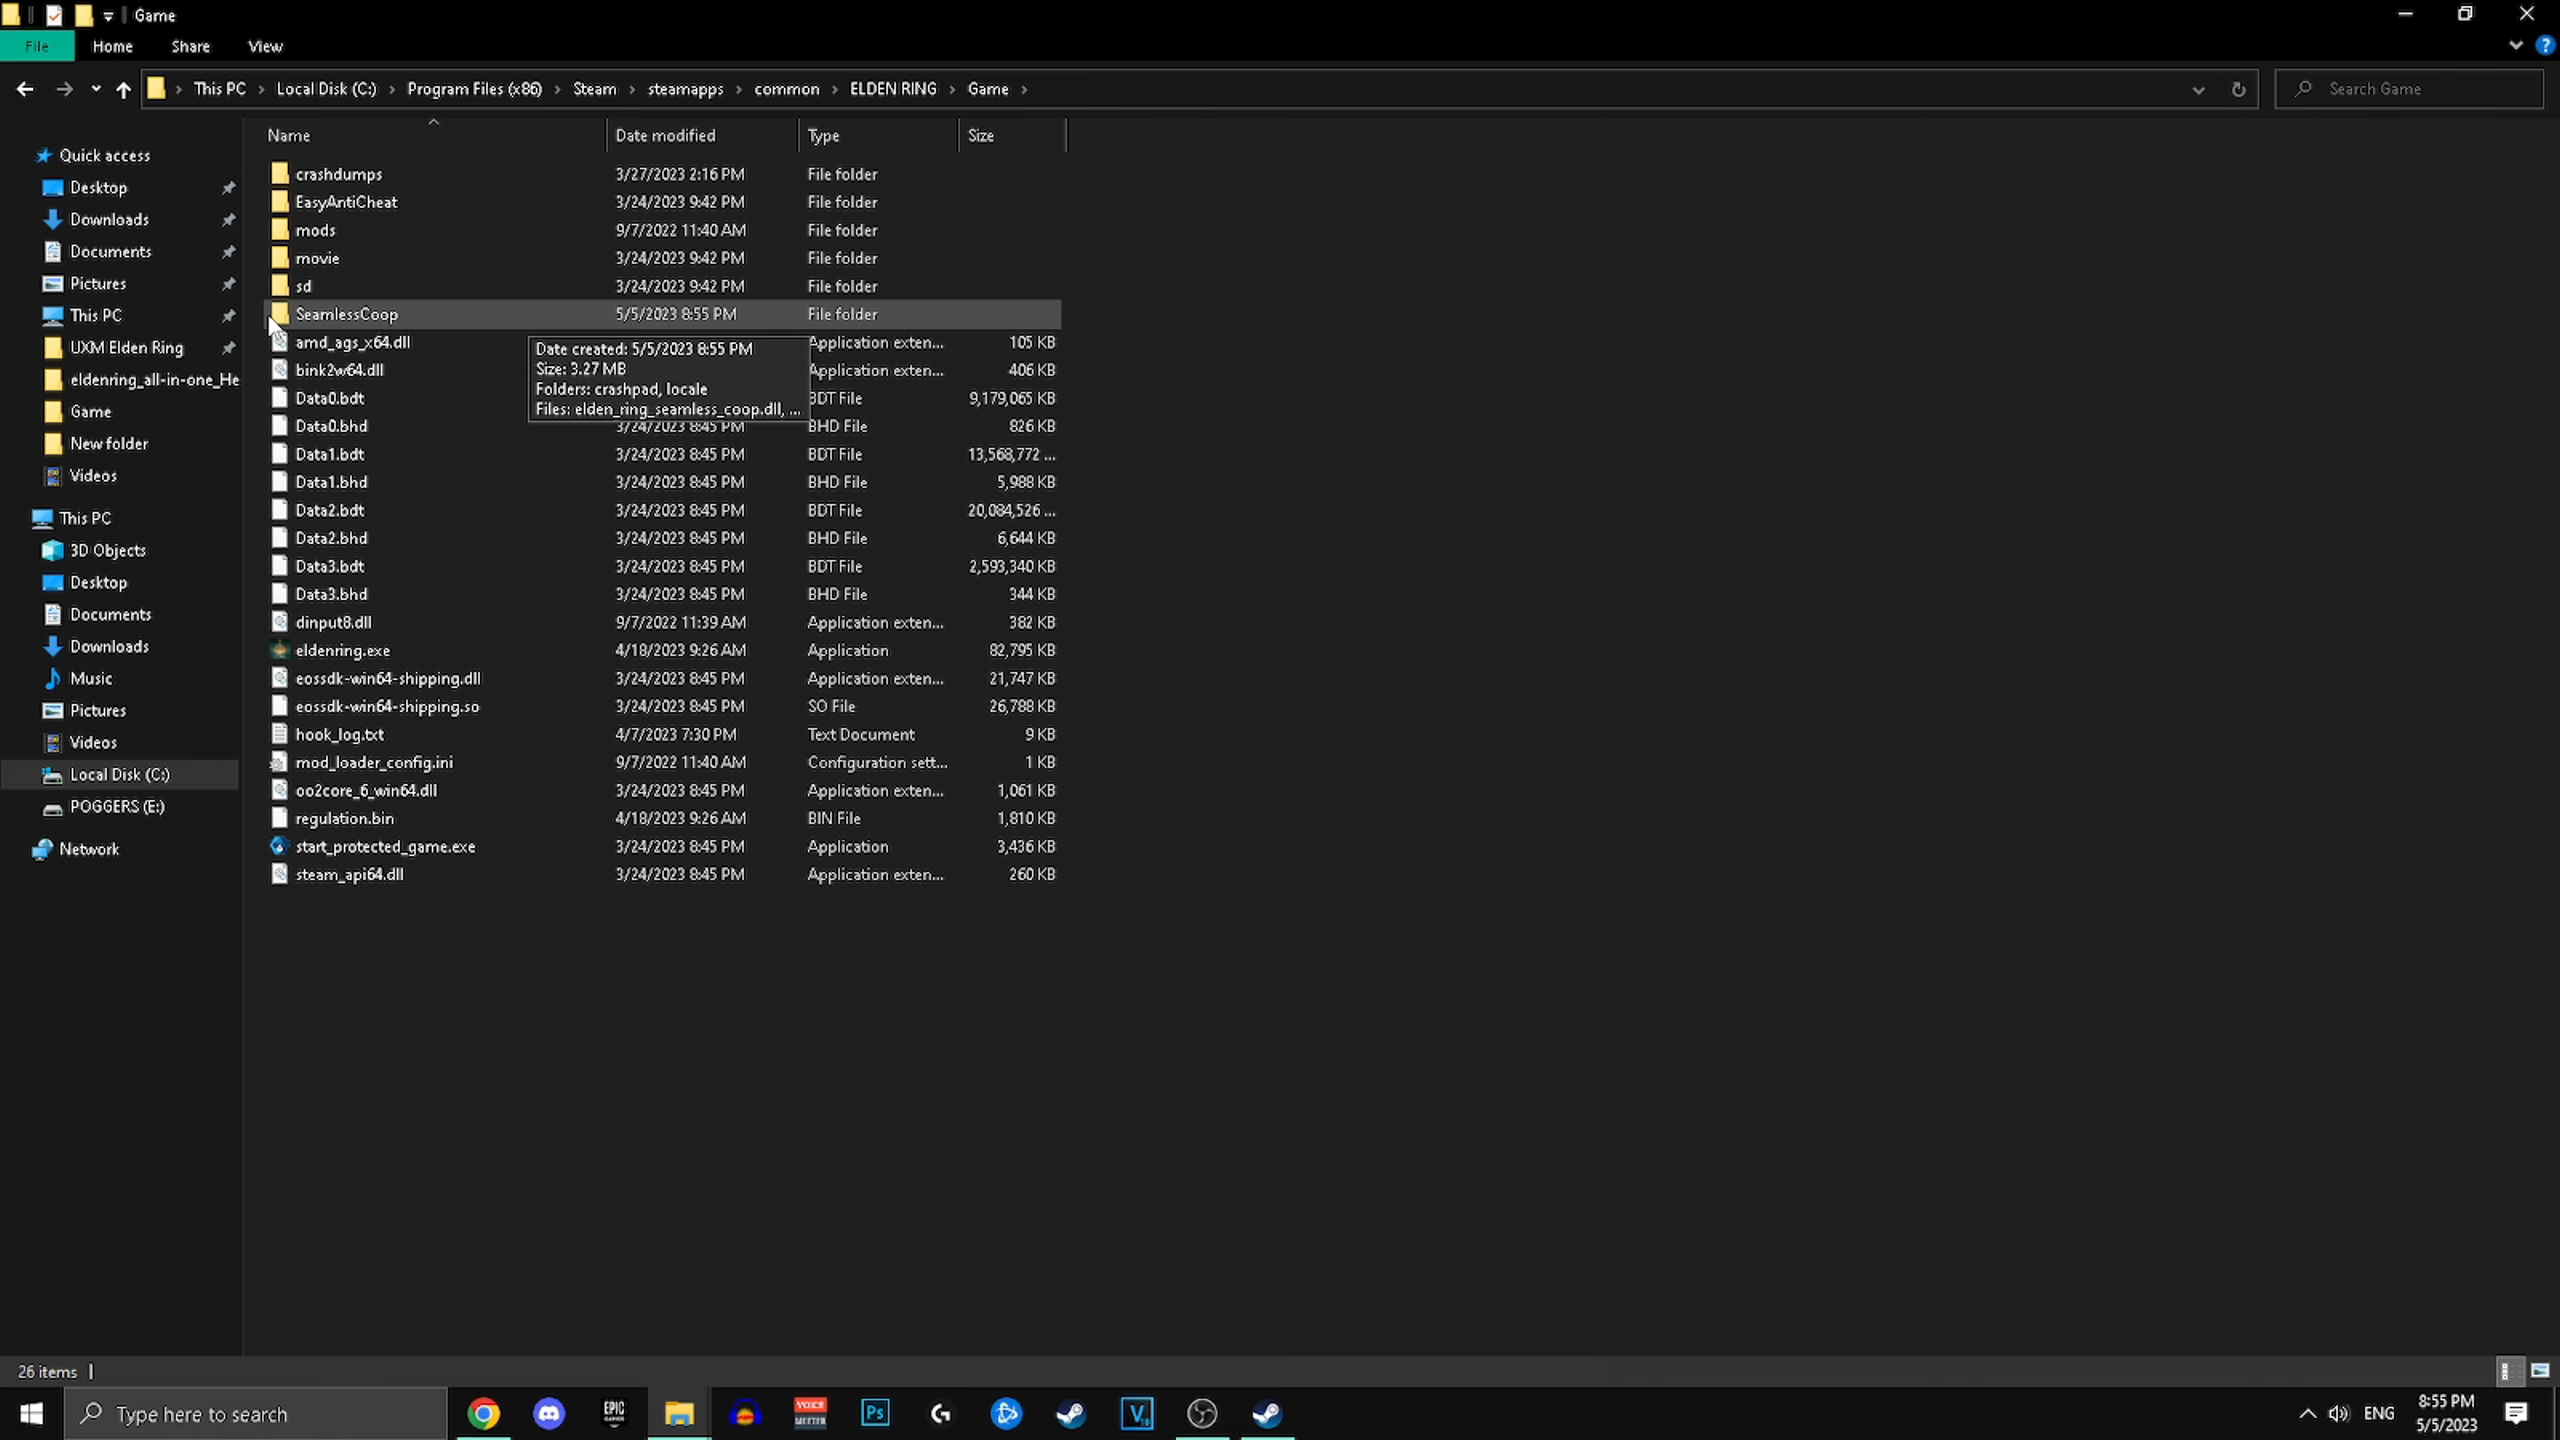 Game
File Home Share View
This PC Local Disk (C:) Program Files (x86) Steam steamapps common ELDEN RING Game
Search Game
Name Date modified Type Size
Quick access
Desktop
Downloads
Documents
Pictures
This PC
UXM Elden Ring
eldenring_all-in-one_He
Game
New folder
Videos
This PC
3D Objects
Desktop
Documents
Downloads
Music
Pictures
Videos
Local Disk (C:)
POGGERS (E:)
Network
crashdumps 3/27/2023 2:16 PM File folder
EasyAntiCheat 3/24/2023 9:42 PM File folder
mods 9/7/2022 11:40 AM File folder
movie 3/24/2023 9:42 PM File folder
sd 3/24/2023 9:42 PM File folder
SeamlessCoop 5/5/2023 8:55 PM File folder
amd_ags_x64.dll Application exten... 105 KB
bink2w64.dll Application exten... 406 KB
Data0.bdt BDT File 9,179,065 KB
Data0.bhd 3/24/2023 8:45 PM BHD File 826 KB
Data1.bdt 3/24/2023 8:45 PM BDT File 13,568,772 ...
Data1.bhd 3/24/2023 8:45 PM BHD File 5,988 KB
Data2.bdt 3/24/2023 8:45 PM BDT File 20,084,526 ...
Data2.bhd 3/24/2023 8:45 PM BHD File 6,644 KB
Data3.bdt 3/24/2023 8:45 PM BDT File 2,593,340 KB
Data3.bhd 3/24/2023 8:45 PM BHD File 344 KB
dinput8.dll 9/7/2022 11:39 AM Application exten... 382 KB
eldenring.exe 4/18/2023 9:26 AM Application 82,795 KB
eossdk-win64-shipping.dll 3/24/2023 8:45 PM Application exten... 21,747 KB
eossdk-win64-shipping.so 3/24/2023 8:45 PM SO File 26,788 KB
hook_log.txt 4/7/2023 7:30 PM Text Document 9 KB
mod_loader_config.ini 9/7/2022 11:40 AM Configuration sett... 1 KB
oo2core_6_win64.dll 3/24/2023 8:45 PM Application exten... 1,061 KB
regulation.bin 4/18/2023 9:26 AM BIN File 1,810 KB
start_protected_game.exe 3/24/2023 8:45 PM Application 3,436 KB
steam_api64.dll 3/24/2023 8:45 PM Application exten... 260 KB
Date created: 5/5/2023 8:55 PM
Size: 3.27 MB
Folders: crashpad, locale
Files: elden_ring_seamless_coop.dll, ...
26 items
Type here to search
EPIC
GAMES
VOICE
MEETER
Ps
G
V
ENG
8:55 PM
5/5/2023